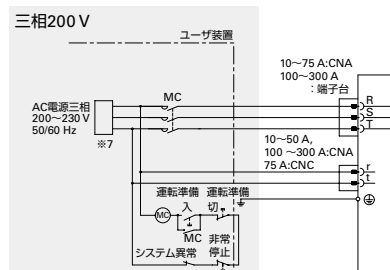 三相200 V
ユーザ装置
10～75 A:CNA
100～300 A
：端子台
AC電源三相
200～230 V
50/60 Hz
※7
MC
R
S
T
10～50 A,
100 ～300 A:CNA
75 A:CNC
r
t
運転準備 運転準備
入 切
MC
MC 非常
停止
システム異常